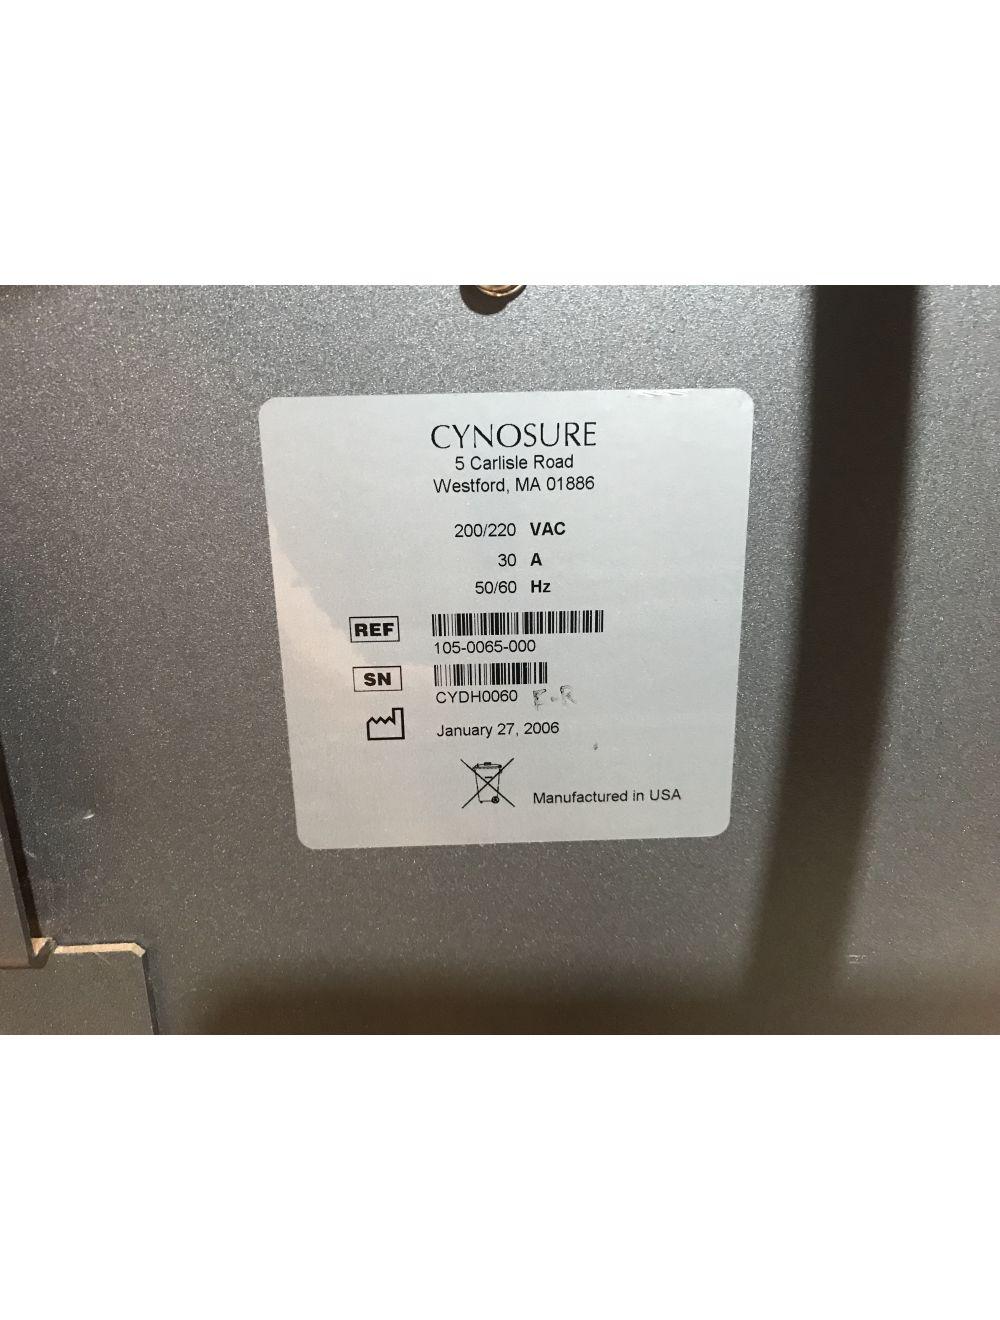 CYNOSURE
5 Carlisle Road
Westford, MA 01886
200/220 VAC
30 A
50/60 Hz
REF
105-0065-000
SN
CYDH0060 E-R
January 27, 2006
Manufactured in USA